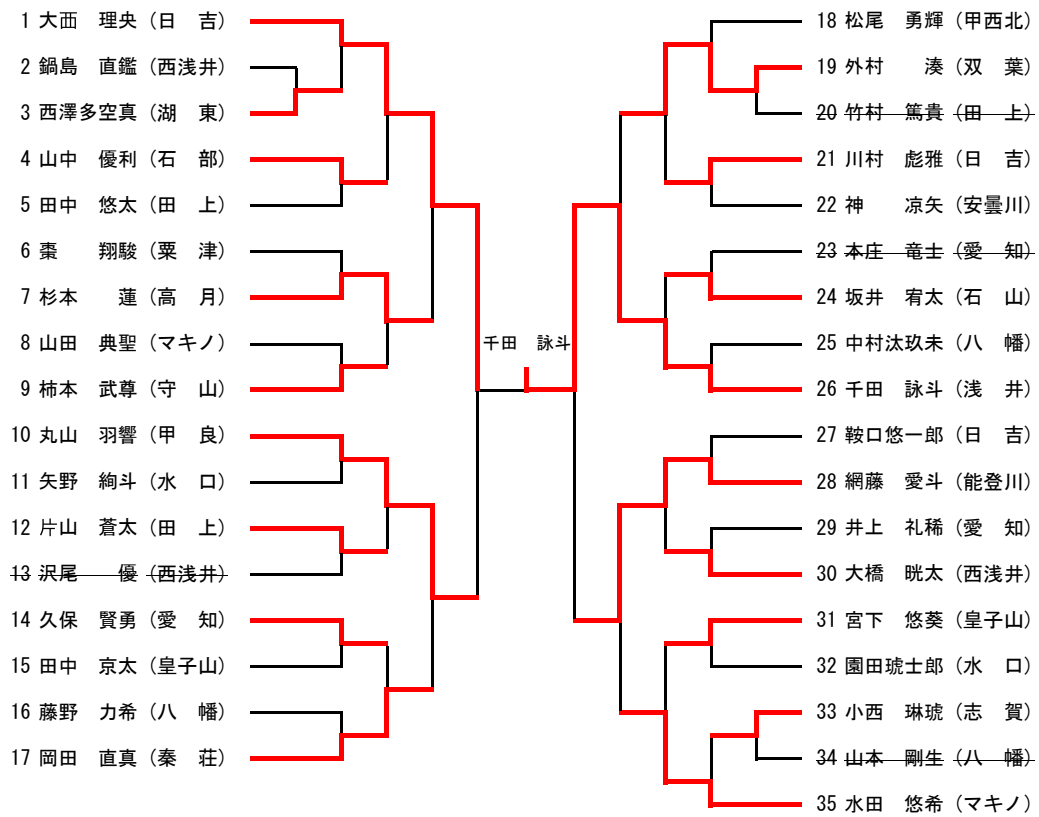 1 大西　理央（日　吉）
2 鍋島　直鑑（西浅井）
3 西澤多空真（湖　東）
4 山中　優利（石　部）
5 田中　悠太（田　上）
6 棗　　翔駿（粟　津）
7 杉本　　蓮（高　月）
8 山田　典聖（マキノ）
9 柿本　武尊（守　山）
10 丸山　羽響（甲　良）
11 矢野　絢斗（水　口）
12 片山　蒼太（田　上）
13 沢尾　　優（西浅井）
14 久保　賢勇（愛　知）
15 田中　京太（皇子山）
16 藤野　力希（八　幡）
17 岡田　直真（秦　荘）
千田　詠斗
18 松尾　勇輝（甲西北）
19 外村　　湊（双　葉）
20 竹村　篤貴（田　上）
21 川村　彪雅（日　吉）
22 神　　凉矢（安曇川）
23 本庄　竜士（愛　知）
24 坂井　宥太（石　山）
25 中村汰玖未（八　幡）
26 千田　詠斗（浅　井）
27 鞍口悠一郎（日　吉）
28 網藤　愛斗（能登川）
29 井上　礼稀（愛　知）
30 大橋　晄太（西浅井）
31 宮下　悠葵（皇子山）
32 園田琥士郎（水　口）
33 小西　琳琥（志　賀）
34 山本　剛生（八　幡）
35 水田　悠希（マキノ）